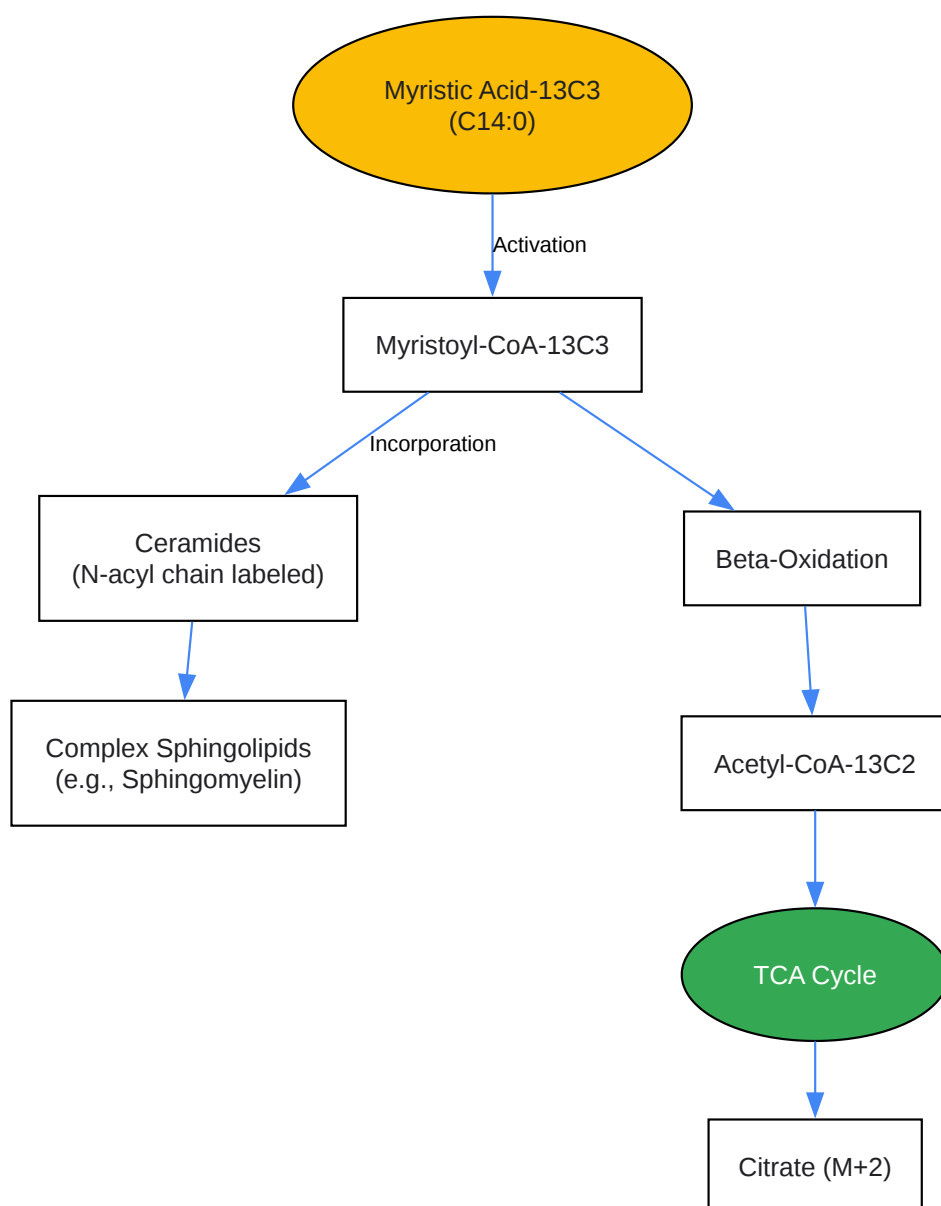 Myristic Acid-13C3
(C14:0)
Activation
Myristoyl-CoA-13C3
Incorporation
Ceramides
(N-acyl chain labeled)
Beta-Oxidation
Complex Sphingolipids
(e.g., Sphingomyelin)
Acetyl-CoA-13C2
TCA Cycle
Citrate (M+2)